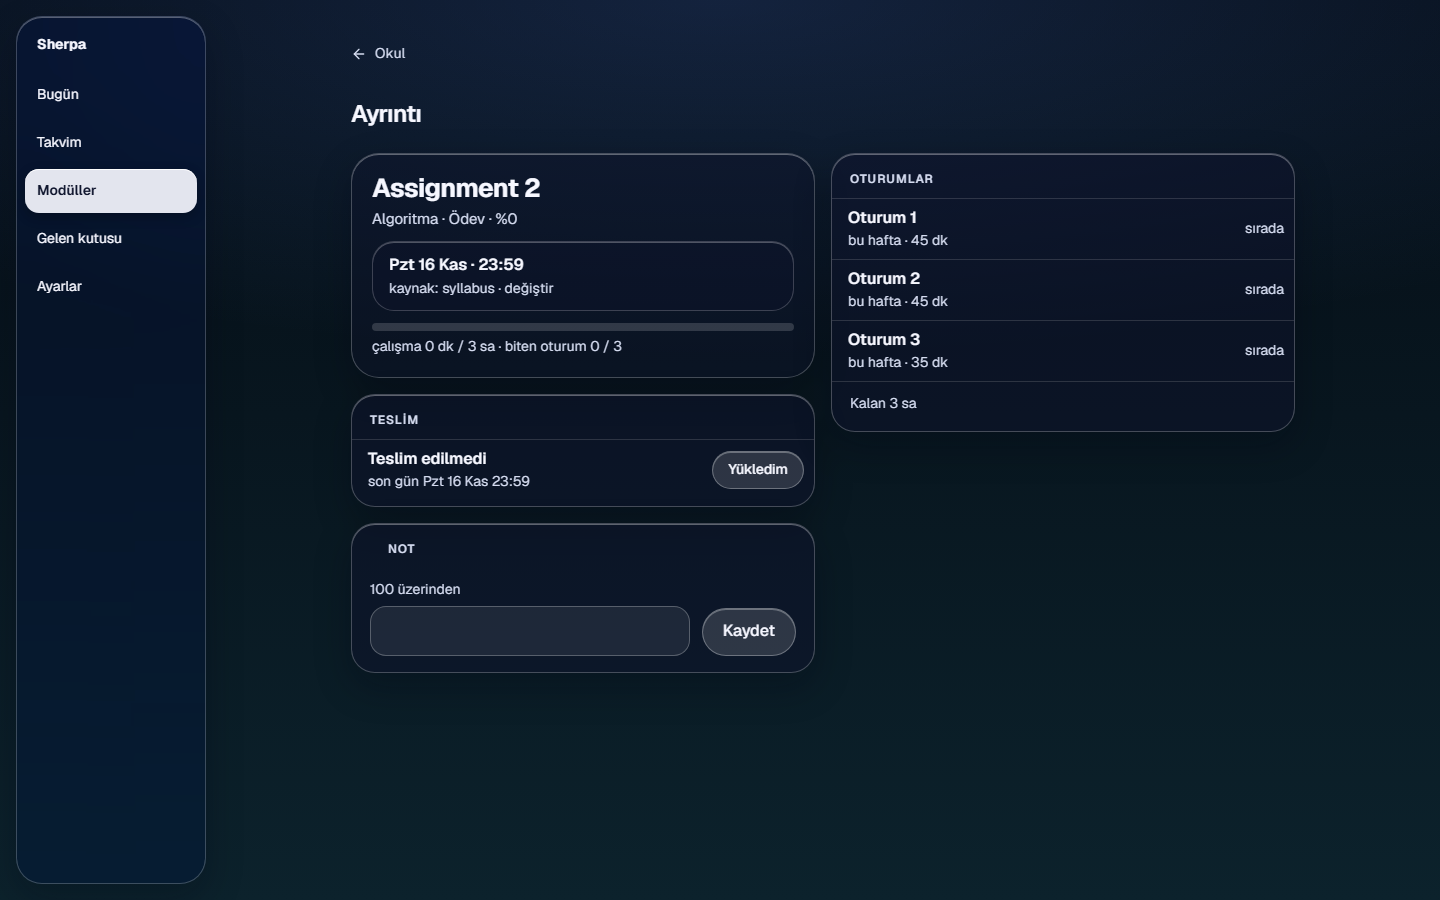 Sherpa
Bugün
Takvim
Modüller
Gelen kutusu
Ayarlar
← Okul
Ayrıntı
Assignment 2
Algoritma · Ödev · %0
Pzt 16 Kas · 23:59
kaynak: syllabus · değiştir
çalışma 0 dk / 3 sa · biten oturum 0 / 3
TESLİM
Teslim edilmedi
son gün Pzt 16 Kas 23:59
Yükledim
NOT
100 üzerinden
Kaydet
OTURUMLAR
Oturum 1
bu hafta · 45 dk
sırada
Oturum 2
bu hafta · 45 dk
sırada
Oturum 3
bu hafta · 35 dk
sırada
Kalan 3 sa